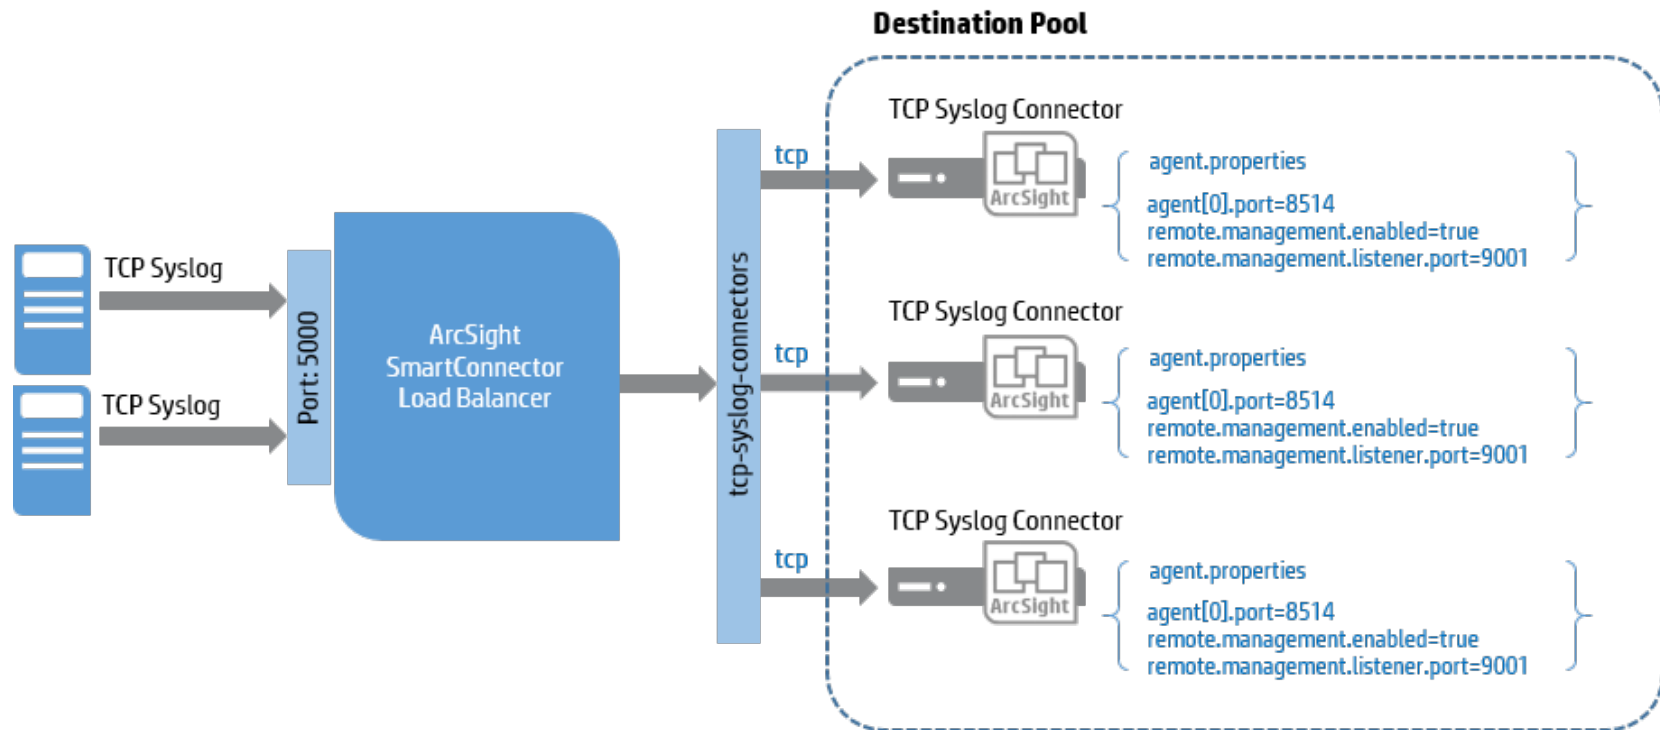 Destination Pool
TCP Syslog
TCP Syslog
Port: 5000
ArcSight
SmartConnector
Load Balancer
tcp-syslog-connectors
tcp
TCP Syslog Connector
ArcSight
agent.properties
agent[0].port=8514
remote.management.enabled=true
remote.management.listener.port=9001
tcp
TCP Syslog Connector
ArcSight
agent.properties
agent[0].port=8514
remote.management.enabled=true
remote.management.listener.port=9001
tcp
TCP Syslog Connector
ArcSight
agent.properties
agent[0].port=8514
remote.management.enabled=true
remote.management.listener.port=9001